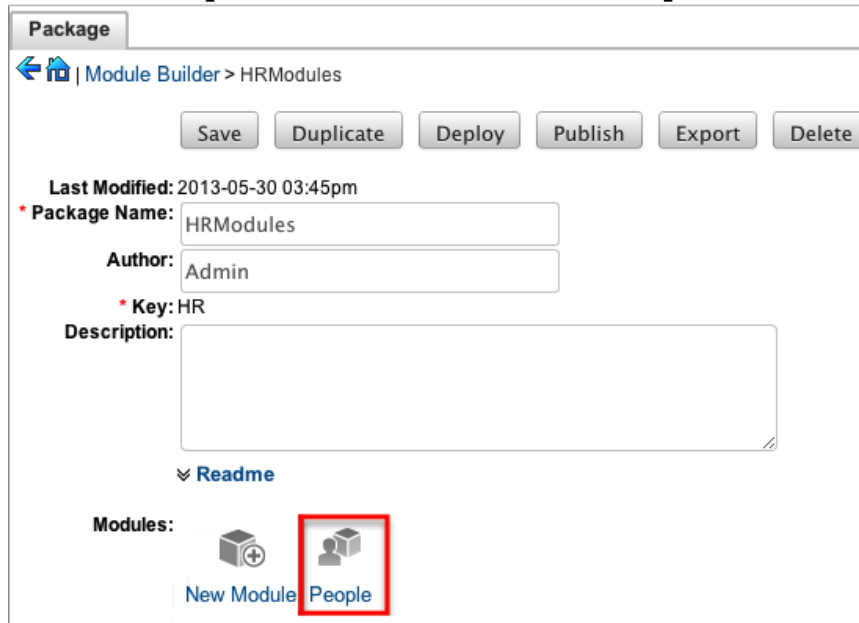 Package
| Module Builder > HRModules
Save Duplicate Deploy Publish Export Delete
Last Modified: 2013-05-30 03:45pm
* Package Name: HRModules
Author: Admin
* Key: HR
Description:
Readme
Modules:
New Module People